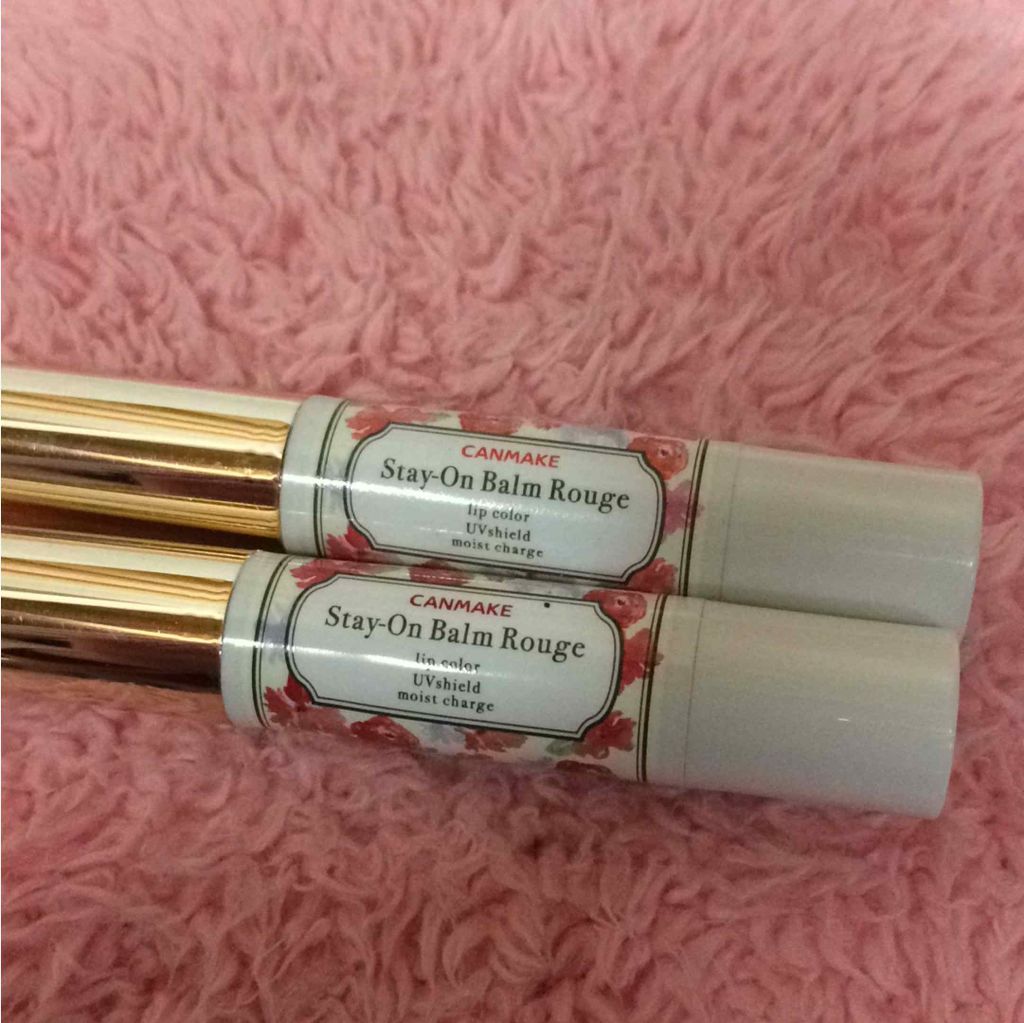 CANMAKE
Stay-On Balm Rouge
lip color
UVshield
moist charge
CANMAKE
Stay-On Balm Rouge
lip color
UVshield
moist charge